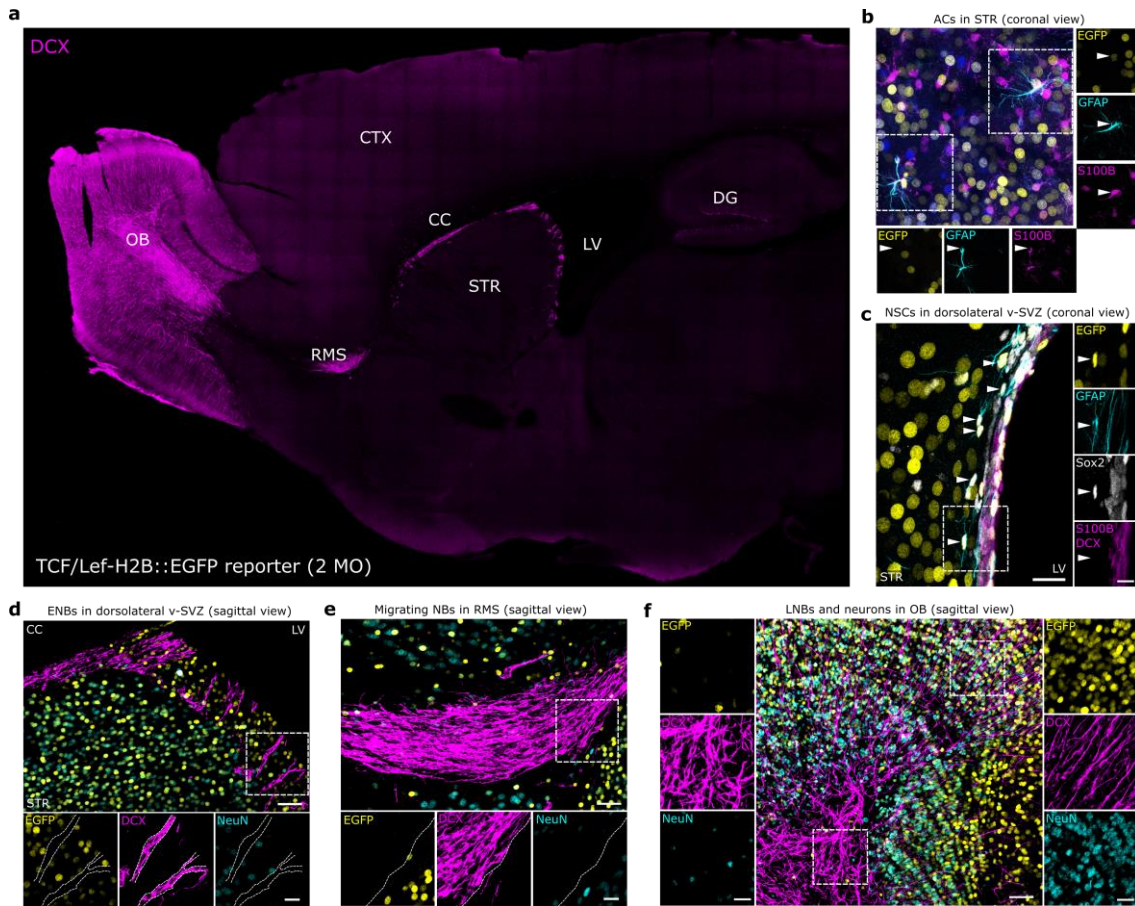 a
DCX
CTX
CC
DG
OB
LV
STR
RMS
TCF/Lef-H2B::EGFP reporter (2 MO)
b
ACs in STR (coronal view)
EGFP
GFAP
S100B
EGFP
GFAP
S100B
c
NSCs in dorsolateral v-SVZ (coronal view)
EGFP
GFAP
Sox2
S100B
DCX
STR
LV
d
ENBs in dorsolateral v-SVZ (sagittal view)
CC
LV
STR
EGFP
DCX
NeuN
e
Migrating NBs in RMS (sagittal view)
EGFP
DCX
NeuN
f
LNBs and neurons in OB (sagittal view)
EGFP
DCX
NeuN
EGFP
DCX
NeuN